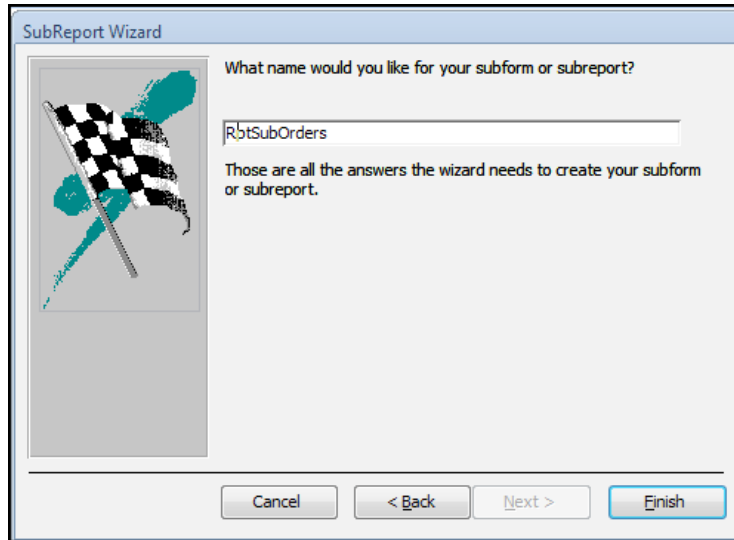 SubReport Wizard
What name would you like for your subform or subreport?
RptSubOrders
Those are all the answers the wizard needs to create your subform
or subreport.
Cancel
< Back
Next >
Finish